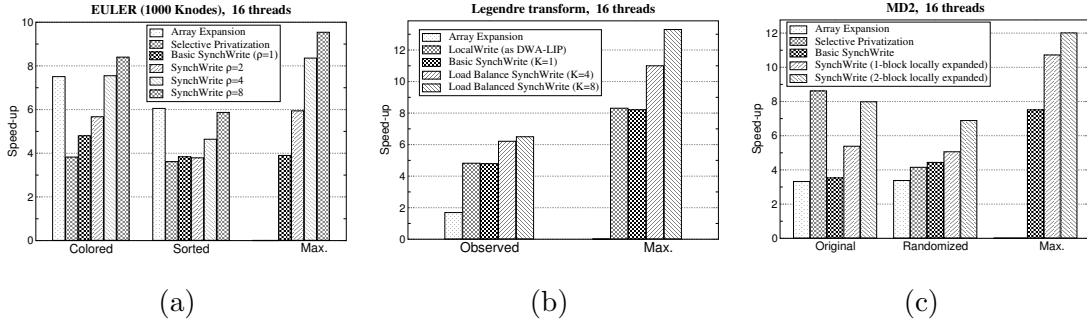 EULER (1000 Knodes), 16 threads
10
8
6
4
2
0
Speed-up
Array Expansion
Selective Privatization
Basic SynchWrite (ρ=1)
SynchWrite ρ=2
SynchWrite ρ=4
SynchWrite ρ=8
Colored Sorted Max.
(a)
Legendre transform, 16 threads
12
10
8
6
4
2
0
Speed-up
Array Expansion
LocalWrite (as DWA-LIP)
Basic SynchWrite (K=1)
Load Balance SynchWrite (K=4)
Load Balanced SynchWrite (K=8)
Observed Max.
(b)
MD2, 16 threads
12
10
8
6
4
2
0
Speed-up
Array Expansion
Selective Privatization
Basic SynchWrite
SynchWrite (1-block locally expanded)
SynchWrite (2-block locally expanded)
Original Randomized Max.
(c)